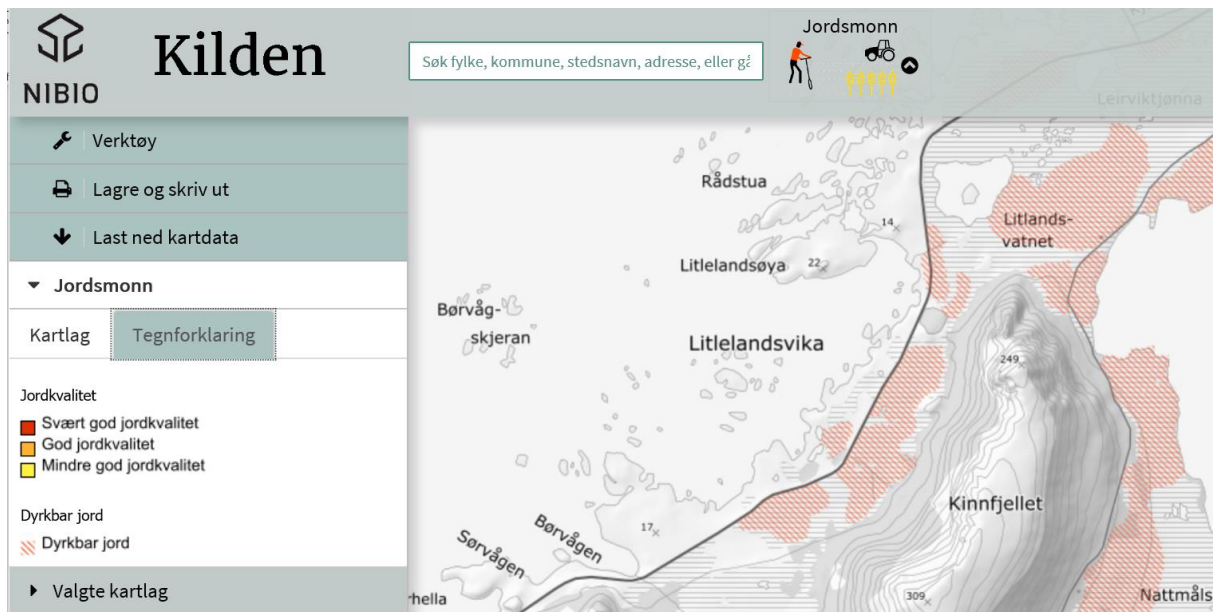 NIBIO
Kilden
Søk fylke, kommune, stedsnavn, adresse, eller gå
Jordsmonn
Verktøy
Lagre og skriv ut
Last ned kartdata
Jordsmonn
Kartlag
Tegnforklaring
Jordkvalitet
Svært god jordkvalitet
God jordkvalitet
Mindre god jordkvalitet
Dyrkbar jord
Dyrkbar jord
Valgte kartlag
Leirviktjønna
Rådstua
14
Litlands-
vatnet
Litlelandsøya
22
Børvåg-
skjeran
Litlelandsvika
249
Kinnfjellet
17
Børvågen
Sørvågen
rhella
309
Nattmåls